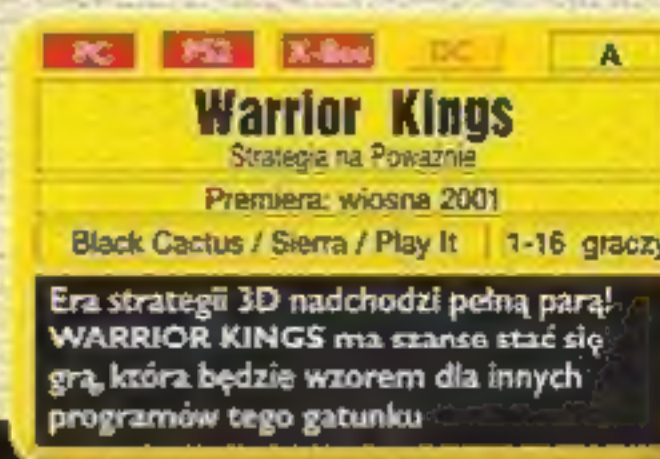 PC PS2 X-Box DC A
Warrior Kings
Strategia na Poważnie
Premiera: wiosna 2001
Black Cactus / Sierra / Play It 1-16 graczy
Era strategii 3D nadchodzi pełną parą!
WARRIOR KINGS ma szanse stać się
grą, która będzie wzorem dla innych
programów tego gatunku